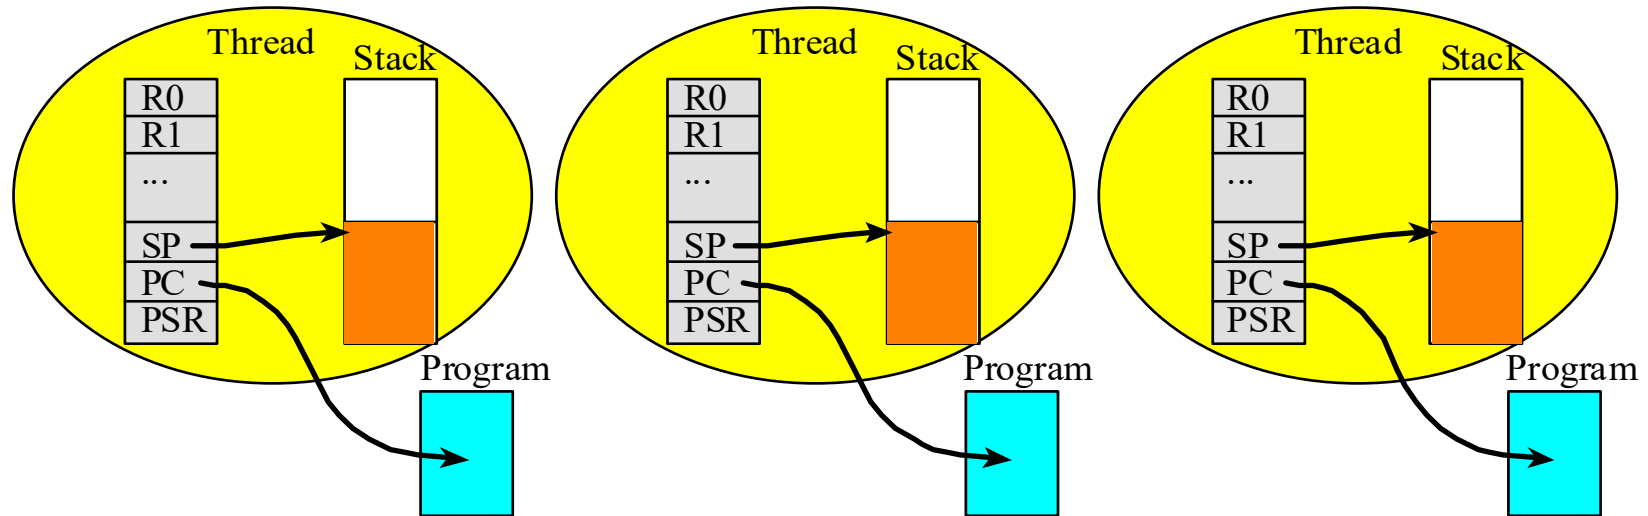 Thread
Stack
R0
R1
...
SP
PC
PSR
Program
Thread
Stack
R0
R1
...
SP
PC
PSR
Program
Thread
Stack
R0
R1
...
SP
PC
PSR
Program